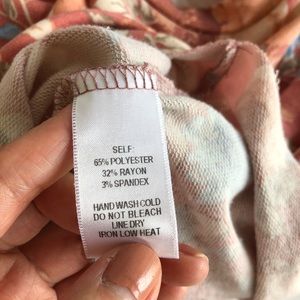 SELF:
65% POLYESTER
32% RAYON
3% SPANDEX
HAND WASH COLD
DO NOT BLEACH
LINE DRY
IRON LOW HEAT